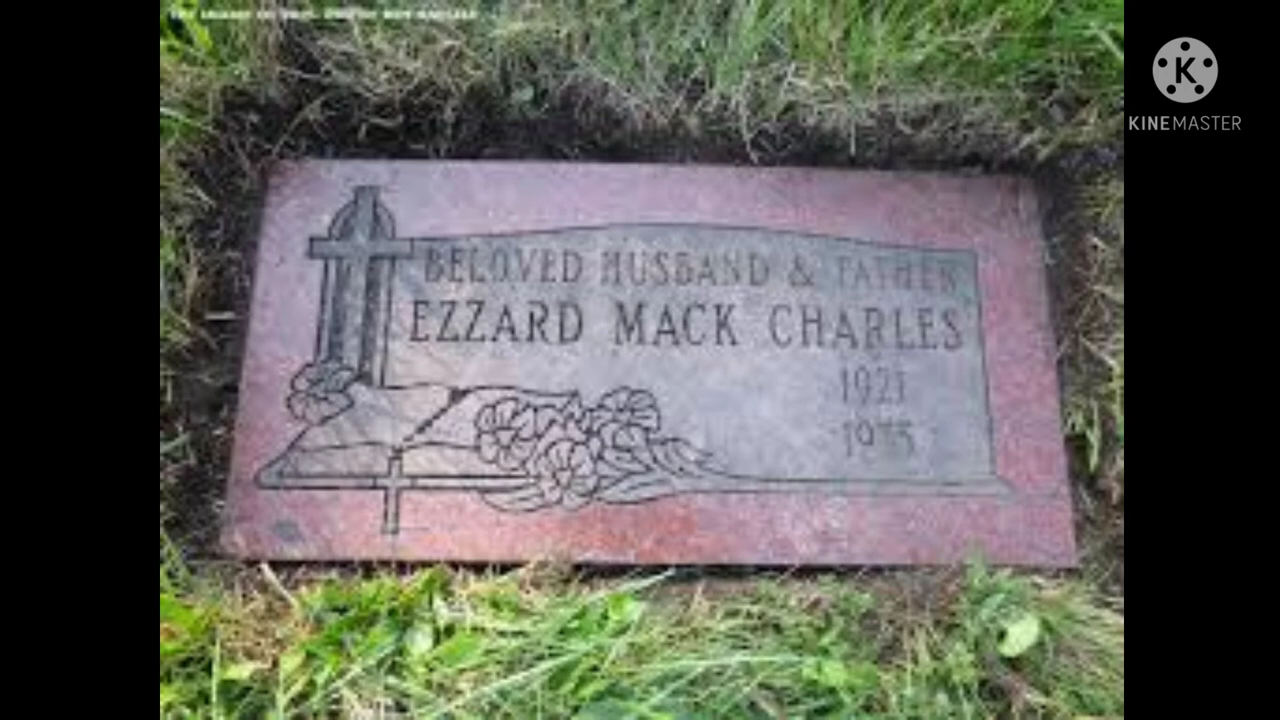 KINEMASTER
BELOVED HUSBAND & FATHER
EZZARD MACK CHARLES
1921
1975